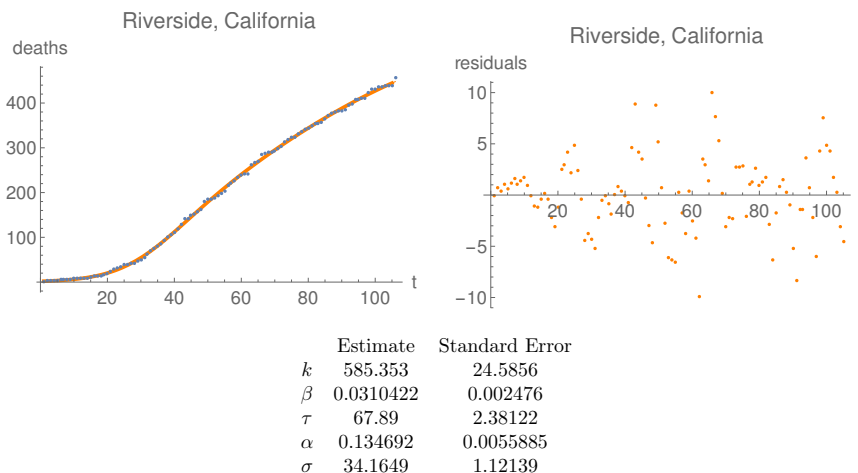 Riverside, California
deaths
400
300
200
100
20 40 60 80 100 t
Riverside, California
residuals
10
5
20 40 60 80 100
−5
−10
Estimate Standard Error
k 585.353 24.5856
β 0.0310422 0.002476
τ 67.89 2.38122
α 0.134692 0.0055885
σ 34.1649 1.12139